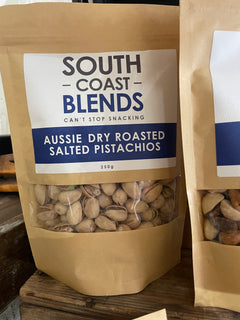 SOUTH
COAST
BLENDS
CAN'T STOP SNACKING
AUSSIE DRY ROASTED
SALTED PISTACHIOS
250g